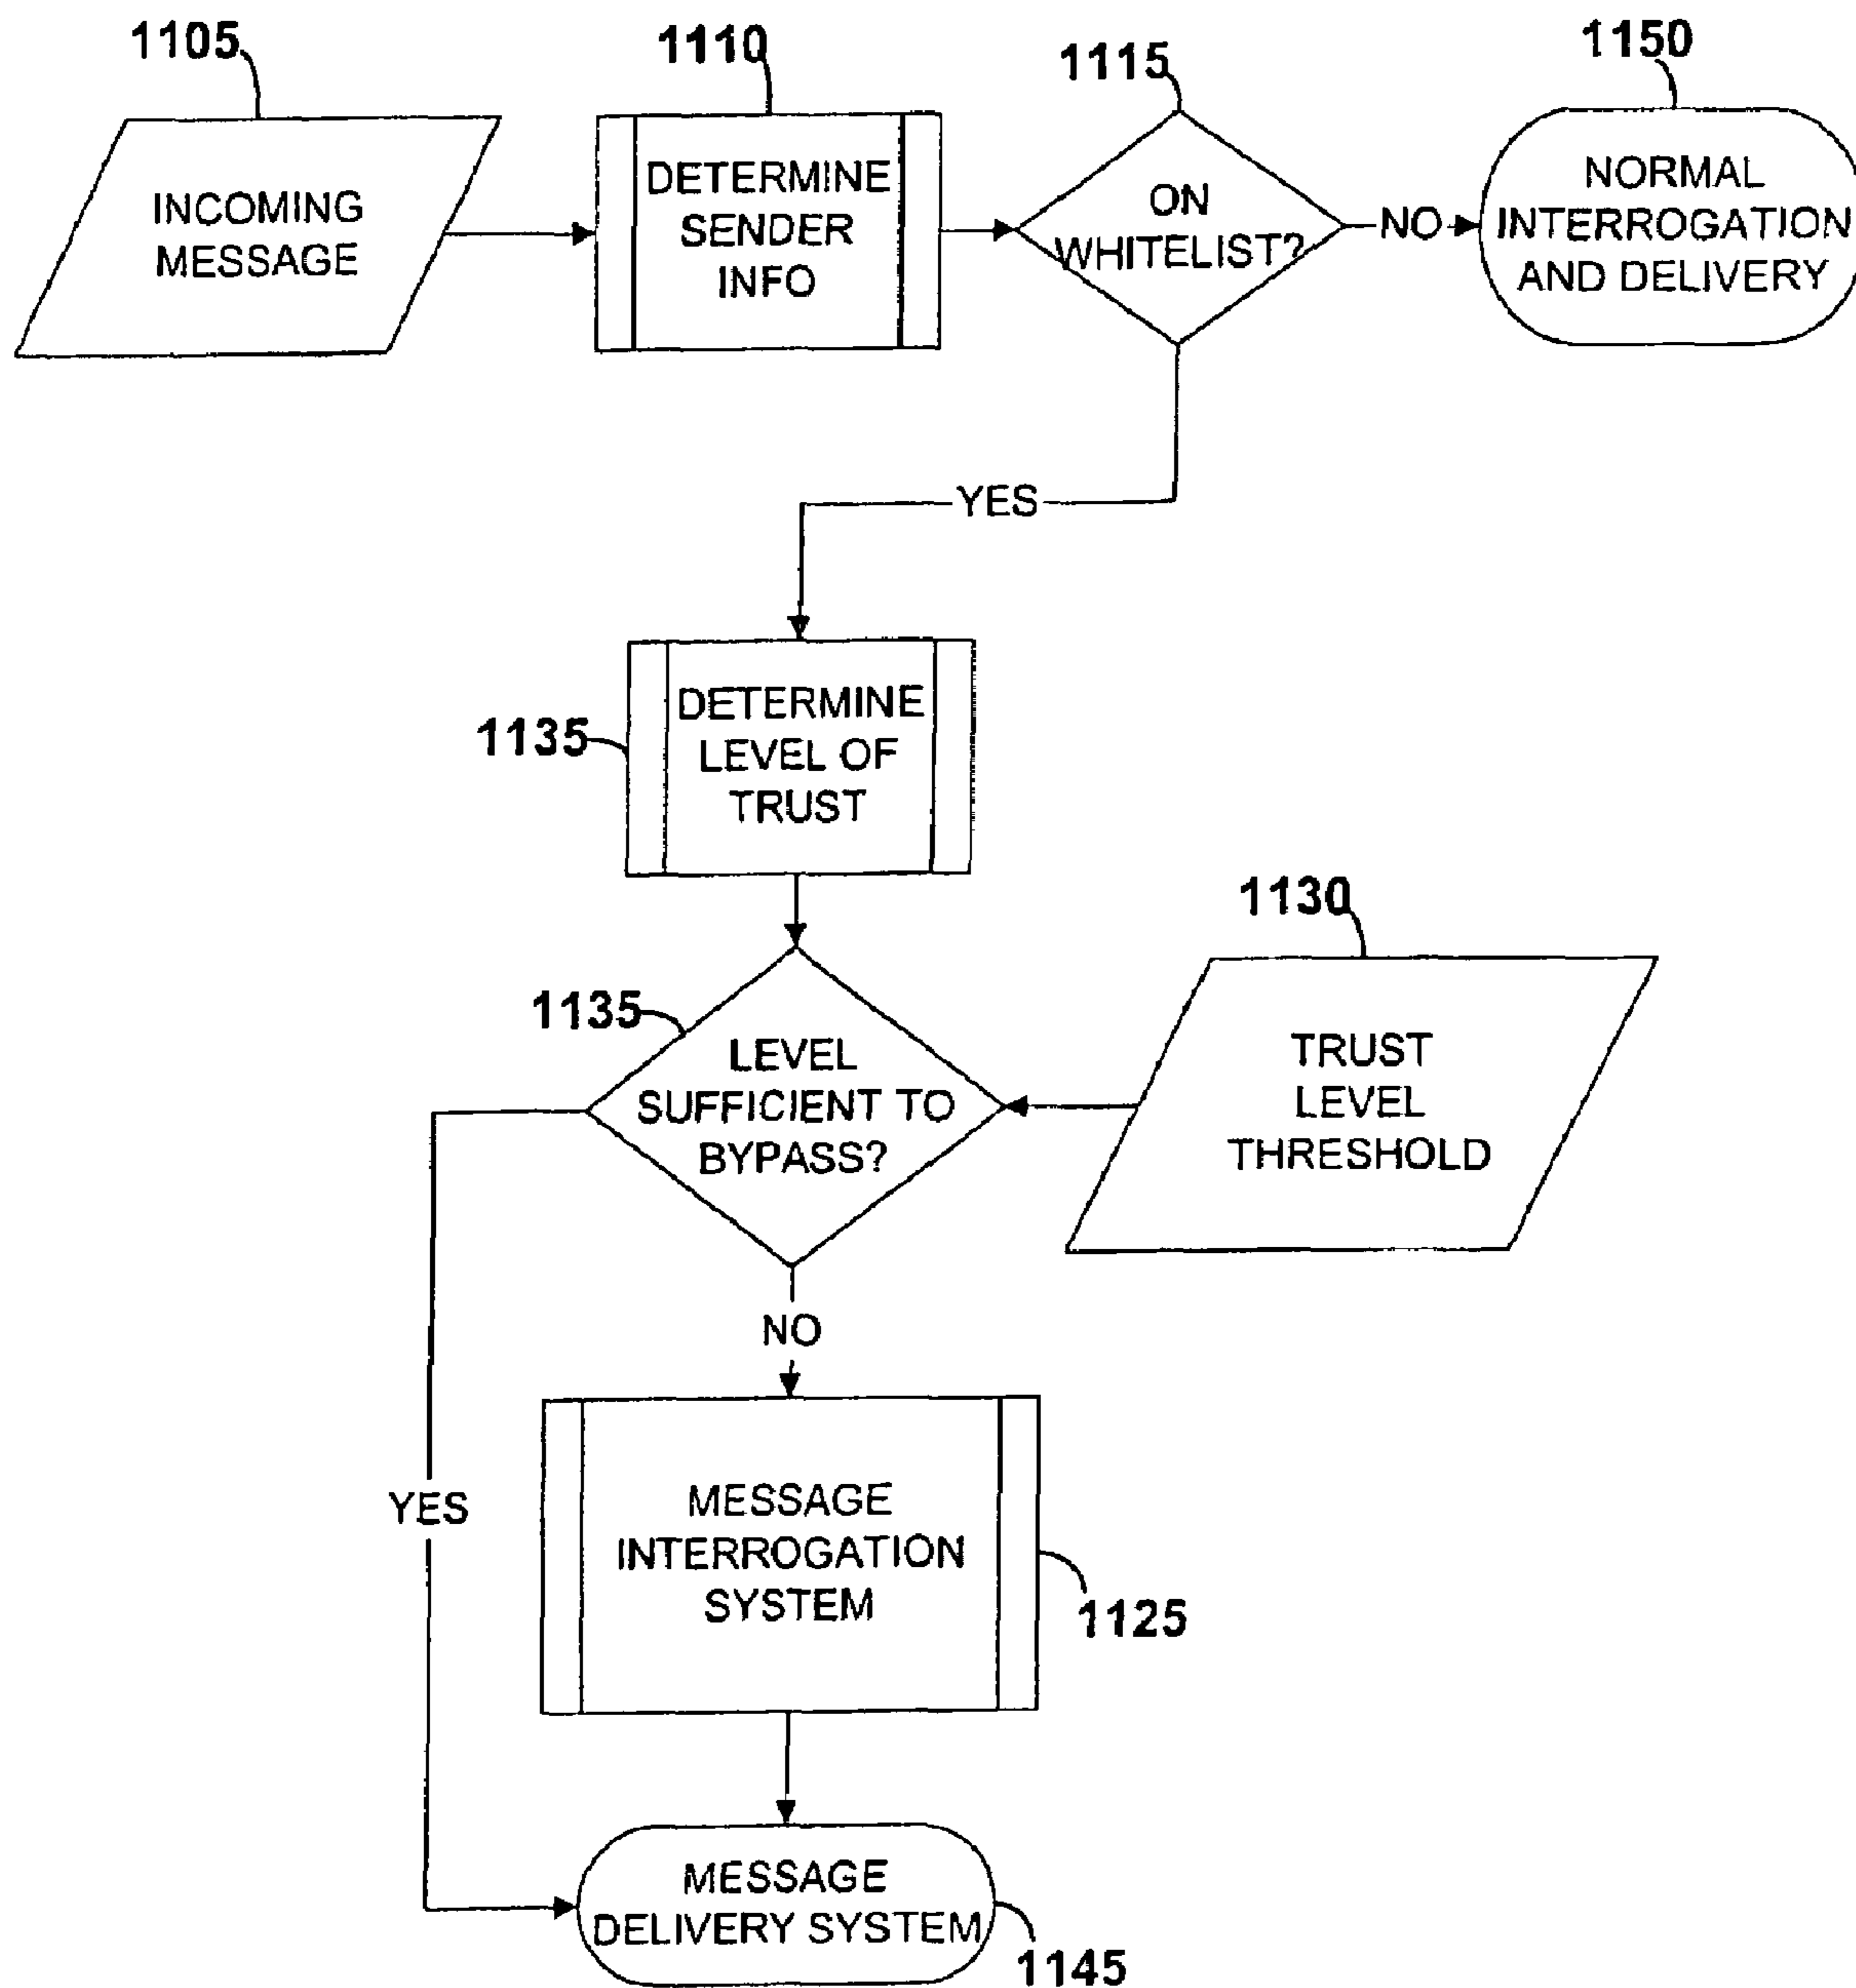 1105
1110
1115
1150
INCOMING
MESSAGE
DETERMINE
SENDER
INFO
ON
WHITELIST?
NO
NORMAL
INTERROGATION
AND DELIVERY
YES
1135
DETERMINE
LEVEL OF
TRUST
1130
1135
LEVEL
SUFFICIENT TO
BYPASS?
TRUST
LEVEL
THRESHOLD
NO
YES
MESSAGE
INTERROGATION
SYSTEM
1125
MESSAGE
DELIVERY SYSTEM
1145